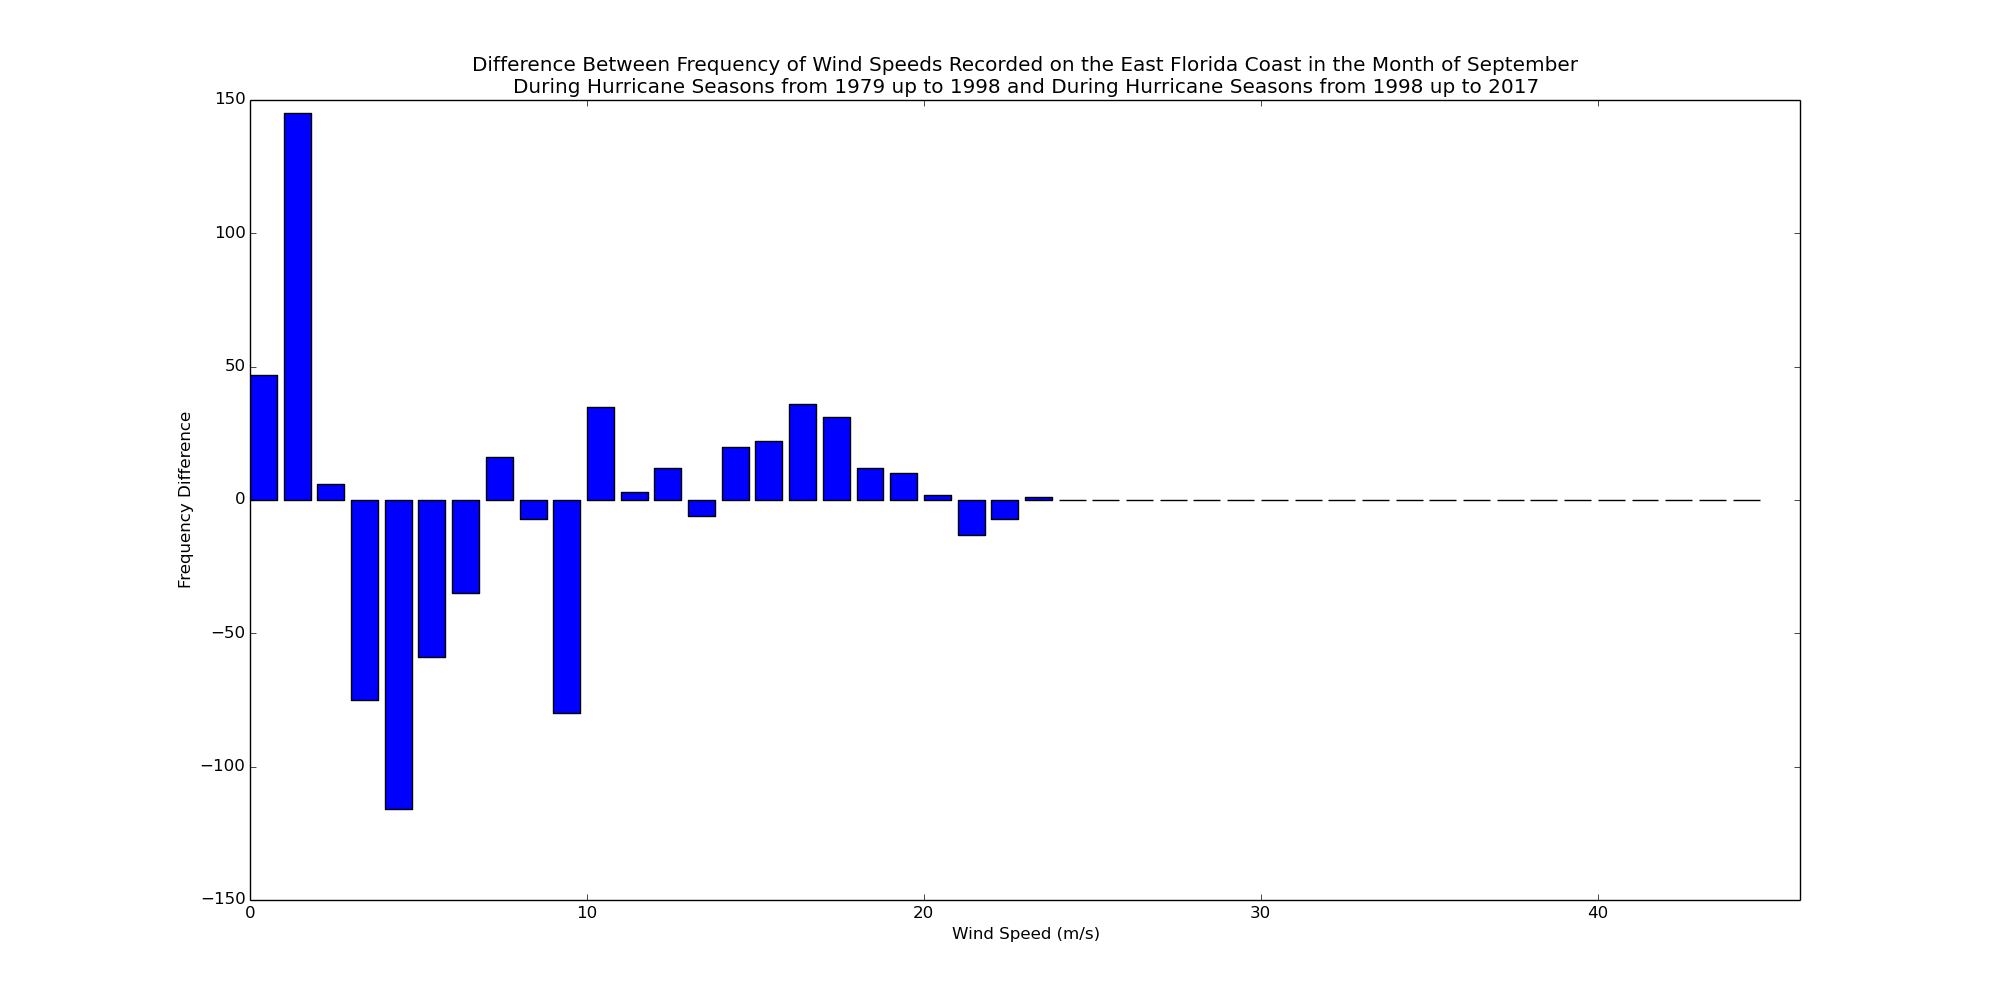 Difference Between Frequency of Wind Speeds Recorded on the East Florida Coast in the Month of September
During Hurricane Seasons from 1979 up to 1998 and During Hurricane Seasons from 1998 up to 2017
150
100
50
0
−50
−100
−150
Frequency Difference
0 10 20 30 40
Wind Speed (m/s)